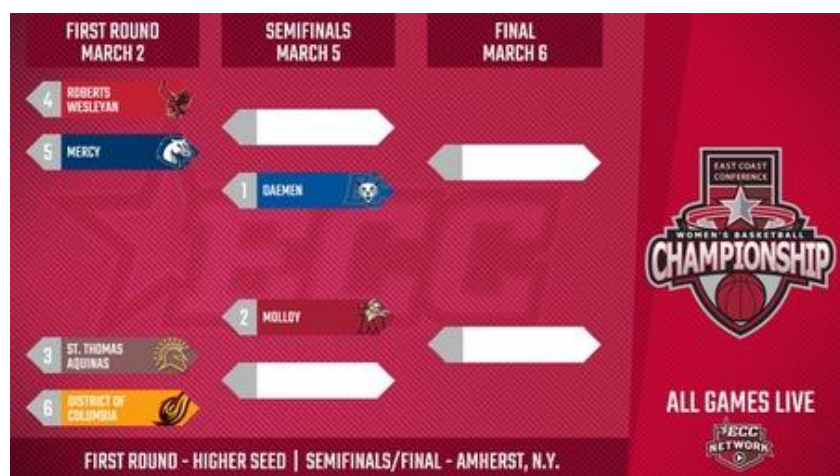 FIRST ROUND
MARCH 2
SEMIFINALS
MARCH 5
FINAL
MARCH 6
4 ROBERTS
WESLEYAN
5 MERCY
1 DAEMEN
2 MOLLOY
3 ST. THOMAS
AQUINAS
6 DISTRICT OF
COLUMBIA
ECC
EAST COAST
CONFERENCE
WOMEN'S BASKETBALL
CHAMPIONSHIP
ALL GAMES LIVE
ECC
NETWORK
FIRST ROUND - HIGHER SEED | SEMIFINALS/FINAL - AMHERST, N.Y.